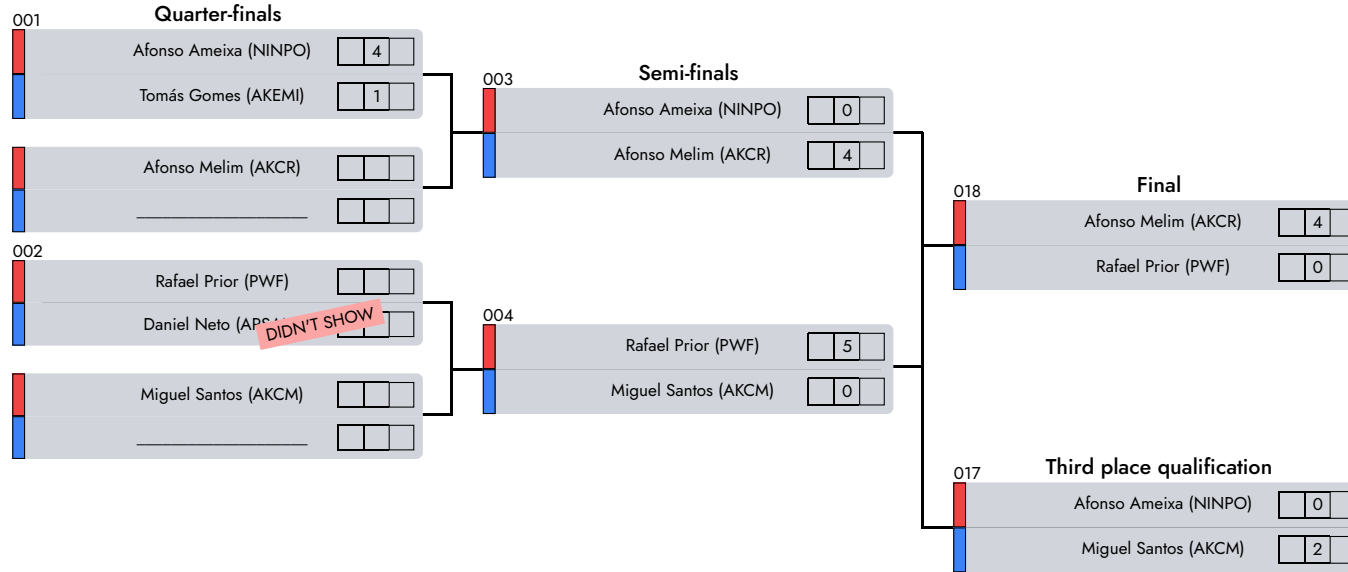 Quarter-finals
001
Afonso Ameixa (NINPO) 4
Tomás Gomes (AKEMI) 1
Afonso Melim (AKCR)
____________________
002
Rafael Prior (PWF)
Daniel Neto
DIDN'T SHOW
Miguel Santos (AKCM)
____________________
Semi-finals
003
Afonso Ameixa (NINPO) 0
Afonso Melim (AKCR) 4
004
Rafael Prior (PWF) 5
Miguel Santos (AKCM) 0
Final
018
Afonso Melim (AKCR) 4
Rafael Prior (PWF) 0
Third place qualification
017
Afonso Ameixa (NINPO) 0
Miguel Santos (AKCM) 2